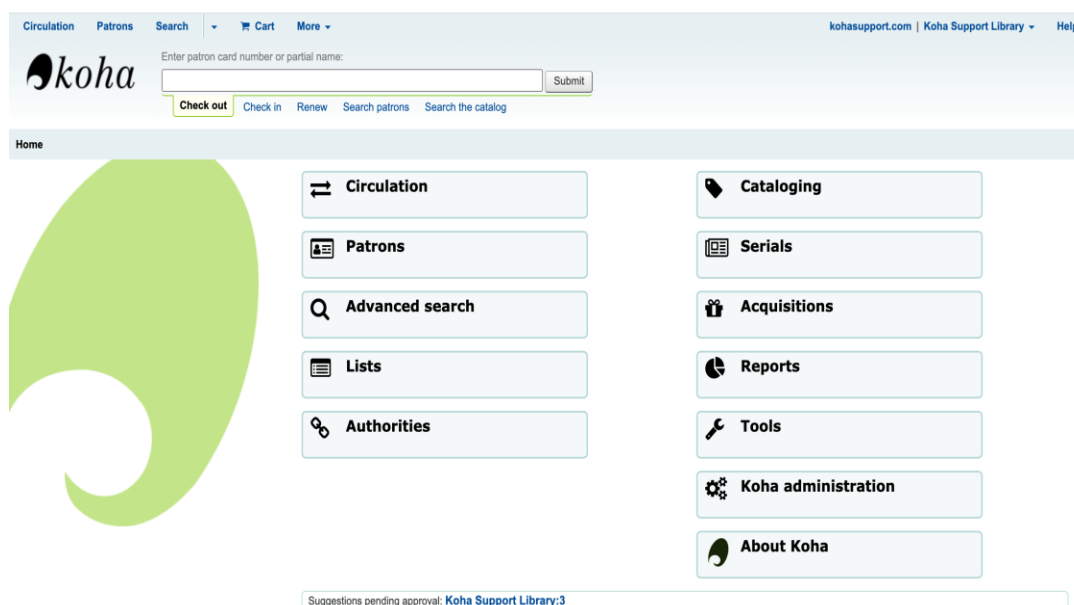 Circulation Patrons Search Cart More kohasupport.com | Koha Support Library Help
koha
Enter patron card number or partial name:
Submit
Check out Check in Renew Search patrons Search the catalog
Home
Circulation Cataloging
Patrons Serials
Advanced search Acquisitions
Lists Reports
Authorities Tools
Koha administration
About Koha
Suggestions pending approval: Koha Support Library:3